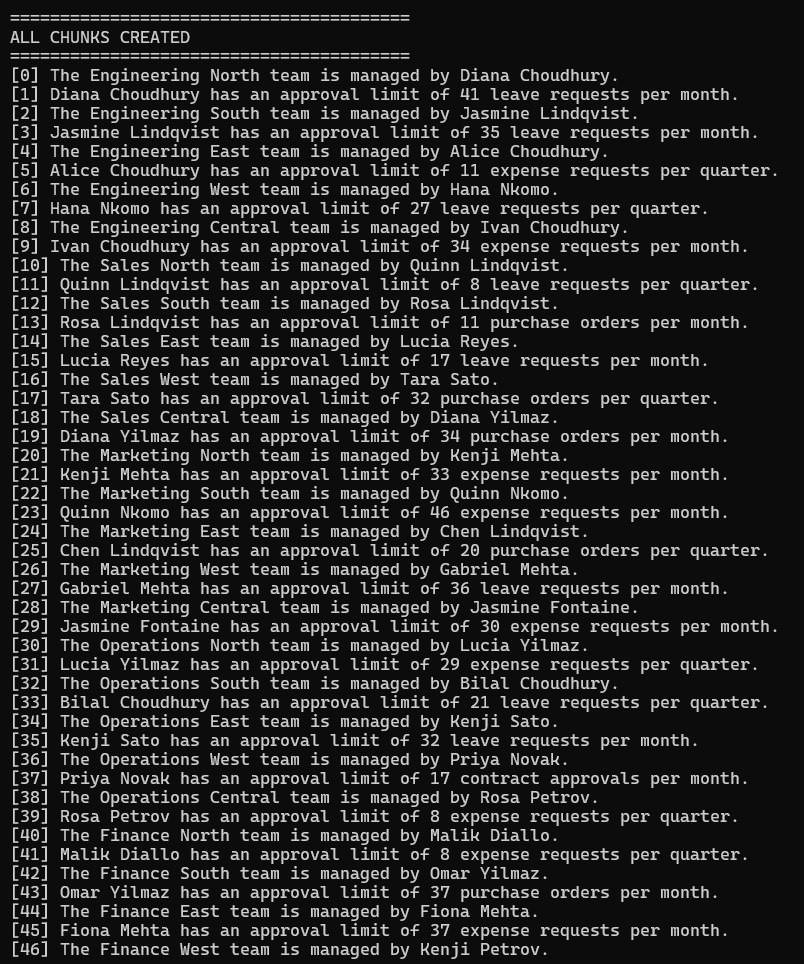 ========================================
ALL CHUNKS CREATED
========================================
[0] The Engineering North team is managed by Diana Choudhury.
[1] Diana Choudhury has an approval limit of 41 leave requests per month.
[2] The Engineering South team is managed by Jasmine Lindqvist.
[3] Jasmine Lindqvist has an approval limit of 35 leave requests per month.
[4] The Engineering East team is managed by Alice Choudhury.
[5] Alice Choudhury has an approval limit of 11 expense requests per quarter.
[6] The Engineering West team is managed by Hana Nkomo.
[7] Hana Nkomo has an approval limit of 27 leave requests per quarter.
[8] The Engineering Central team is managed by Ivan Choudhury.
[9] Ivan Choudhury has an approval limit of 34 expense requests per month.
[10] The Sales North team is managed by Quinn Lindqvist.
[11] Quinn Lindqvist has an approval limit of 8 leave requests per quarter.
[12] The Sales South team is managed by Rosa Lindqvist.
[13] Rosa Lindqvist has an approval limit of 11 purchase orders per month.
[14] The Sales East team is managed by Lucia Reyes.
[15] Lucia Reyes has an approval limit of 17 leave requests per month.
[16] The Sales West team is managed by Tara Sato.
[17] Tara Sato has an approval limit of 32 purchase orders per quarter.
[18] The Sales Central team is managed by Diana Yilmaz.
[19] Diana Yilmaz has an approval limit of 34 purchase orders per month.
[20] The Marketing North team is managed by Kenji Mehta.
[21] Kenji Mehta has an approval limit of 33 expense requests per month.
[22] The Marketing South team is managed by Quinn Nkomo.
[23] Quinn Nkomo has an approval limit of 46 expense requests per month.
[24] The Marketing East team is managed by Chen Lindqvist.
[25] Chen Lindqvist has an approval limit of 20 purchase orders per quarter.
[26] The Marketing West team is managed by Gabriel Mehta.
[27] Gabriel Mehta has an approval limit of 36 leave requests per month.
[28] The Marketing Central team is managed by Jasmine Fontaine.
[29] Jasmine Fontaine has an approval limit of 30 expense requests per month.
[30] The Operations North team is managed by Lucia Yilmaz.
[31] Lucia Yilmaz has an approval limit of 29 expense requests per quarter.
[32] The Operations South team is managed by Bilal Choudhury.
[33] Bilal Choudhury has an approval limit of 21 leave requests per quarter.
[34] The Operations East team is managed by Kenji Sato.
[35] Kenji Sato has an approval limit of 32 leave requests per month.
[36] The Operations West team is managed by Priya Novak.
[37] Priya Novak has an approval limit of 17 contract approvals per month.
[38] The Operations Central team is managed by Rosa Petrov.
[39] Rosa Petrov has an approval limit of 8 expense requests per quarter.
[40] The Finance North team is managed by Malik Diallo.
[41] Malik Diallo has an approval limit of 8 expense requests per quarter.
[42] The Finance South team is managed by Omar Yilmaz.
[43] Omar Yilmaz has an approval limit of 37 purchase orders per month.
[44] The Finance East team is managed by Fiona Mehta.
[45] Fiona Mehta has an approval limit of 37 expense requests per month.
[46] The Finance West team is managed by Kenji Petrov.